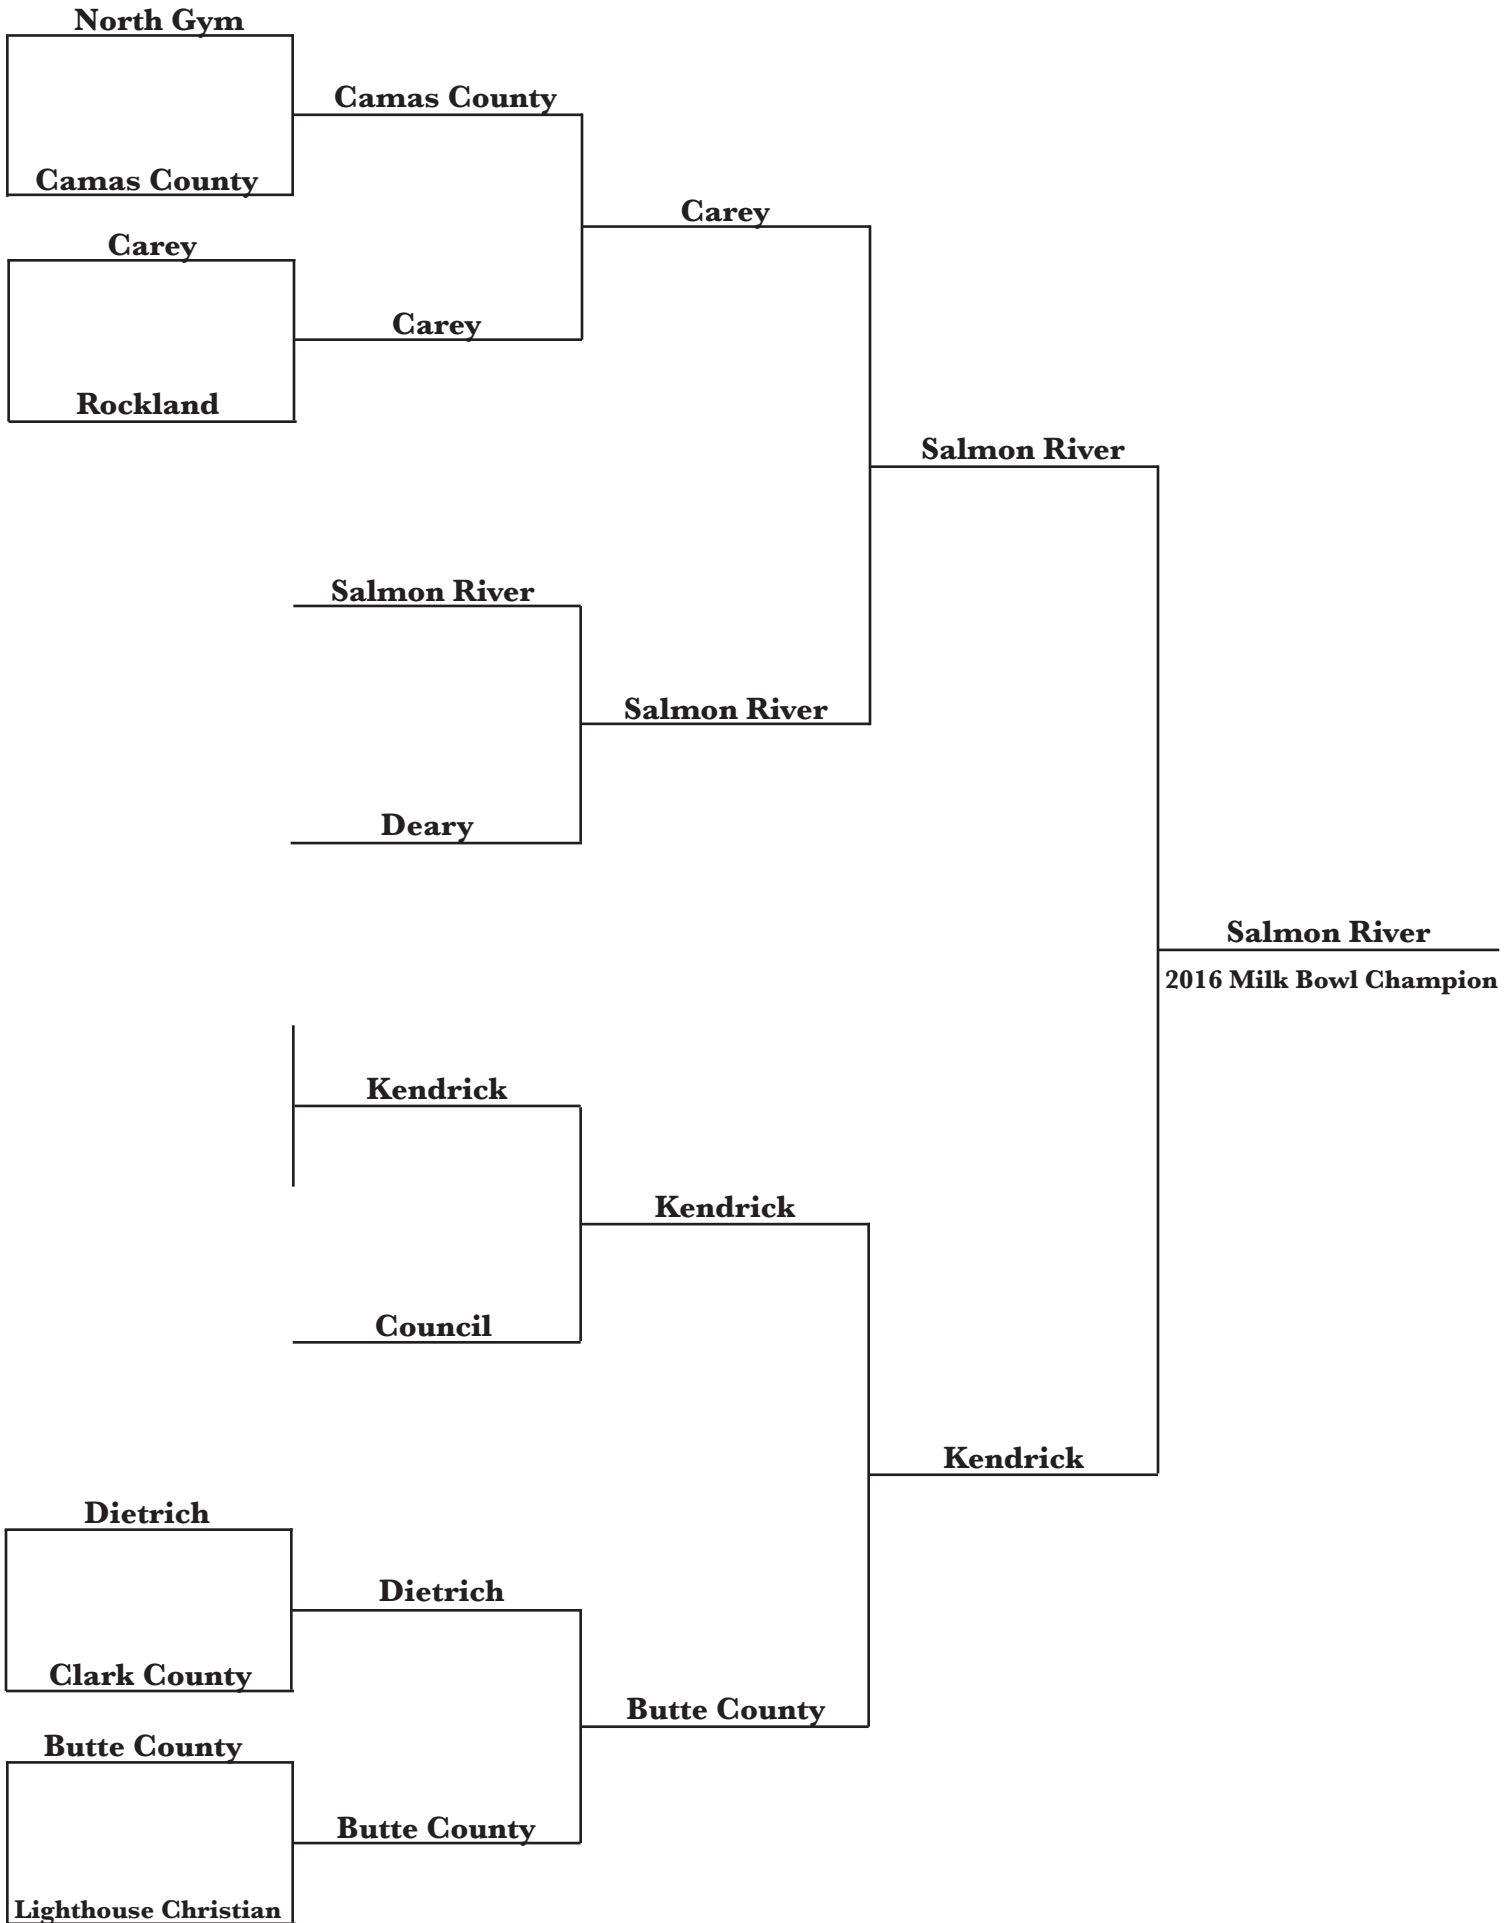 North Gym
Camas County
Camas County
Carey
Carey
Carey
Rockland
Salmon River
Salmon River
Salmon River
Deary
Salmon River
2016 Milk Bowl Champion
Kendrick
Kendrick
Council
Kendrick
Dietrich
Dietrich
Clark County
Butte County
Butte County
Butte County
Lighthouse Christian